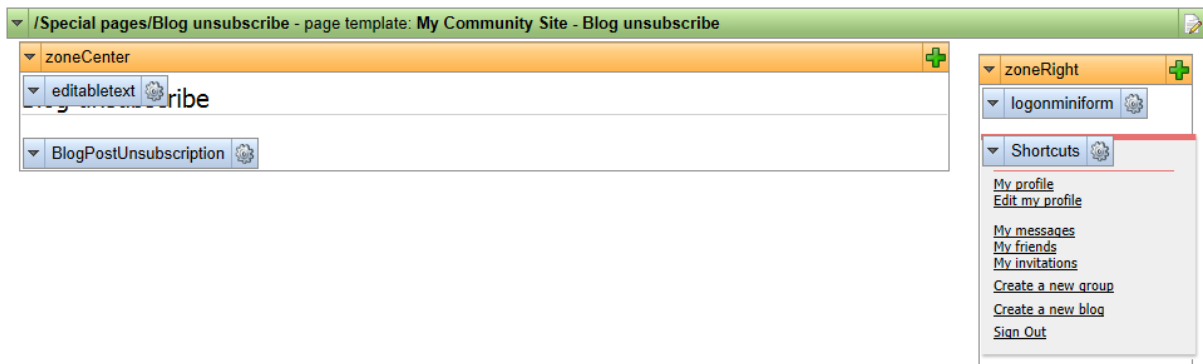 /Special pages/Blog unsubscribe - page template: My Community Site - Blog unsubscribe
zoneCenter
editabletext
ribe
BlogPostUnsubscription
zoneRight
logonminiform
Shortcuts
My profile
Edit my profile
My messages
My friends
My invitations
Create a new group
Create a new blog
Sign Out